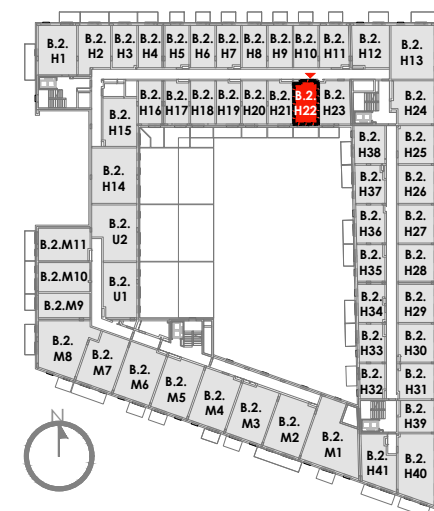 B.2.
H1
B.2.
H2
B.2.
H3
B.2.
H4
B.2.
H5
B.2.
H6
B.2.
H7
B.2.
H8
B.2.
H9
B.2.
H10
B.2.
H11
B.2.
H12
B.2.
H13
B.2.
H15
B.2.
H16
B.2.
H17
B.2.
H18
B.2.
H19
B.2.
H20
B.2.
H21
B.2.
H22
B.2.
H23
B.2.
H24
B.2.
H38
B.2.
H25
B.2.
H14
B.2.
H37
B.2.
H26
B.2.
U2
B.2.
H36
B.2.
H27
B.2.M11
B.2.
H35
B.2.
H28
B.2.M10
B.2.
U1
B.2.
H34
B.2.
H29
B.2.M9
B.2.
M8
B.2.
M7
B.2.
M6
B.2.
M5
B.2.
M4
B.2.
M3
B.2.
M2
B.2.
M1
B.2.
H33
B.2.
H30
B.2.
H32
B.2.
H31
B.2.
H39
B.2.
H41
B.2.
H40
N